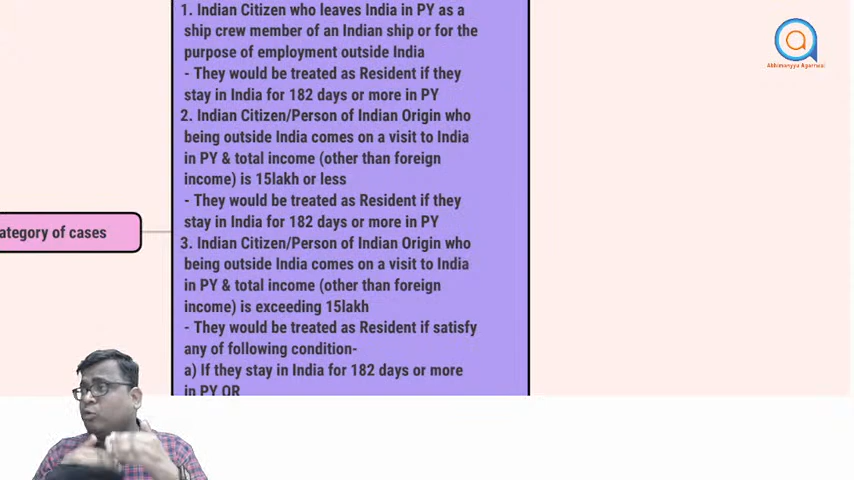 1. Indian Citizen who leaves India in PY as a
ship crew member of an Indian ship or for the
purpose of employment outside India
- They would be treated as Resident if they
stay in India for 182 days or more in PY
2. Indian Citizen/Person of Indian Origin who
being outside India comes on a visit to India
in PY & total income (other than foreign
income) is 15lakh or less
- They would be treated as Resident if they
stay in India for 182 days or more in PY
ategory of cases
3. Indian Citizen/Person of Indian Origin who
being outside India comes on a visit to India
in PY & total income (other than foreign
income) is exceeding 15lakh
- They would be treated as Resident if satisfy
any of following condition-
a) If they stay in India for 182 days or more
in PY OR
Abhimanyyu Agarrwal